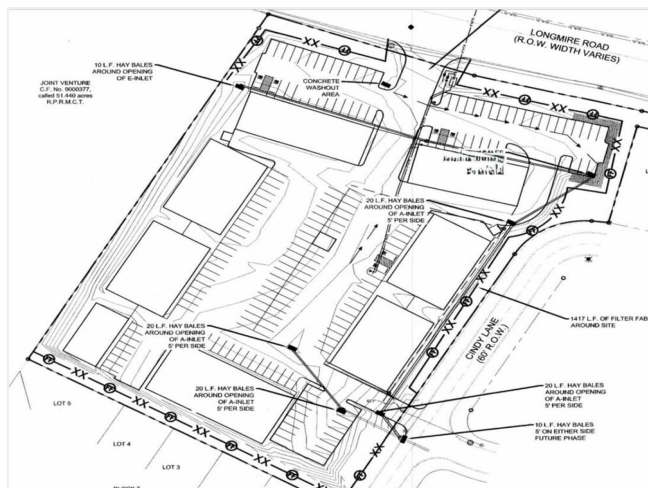 LONGMIRE ROAD
(R.O.W. WIDTH VARIES)
10 L.F. HAY BALES
AROUND OPENING
OF E-INLET
JOINT VENTURE
C.F. No. 9000377,
called 51.440 acres
R.P.R.M.C.T.
CONCRETE
WASHOUT
AREA
20 L.F. HAY BALES
AROUND OPENING
OF A-INLET
5' PER SIDE
1417 L.F. OF FILTER FAB
AROUND SITE
CINDY LANE
(60' R.O.W.)
20 L.F. HAY BALES
AROUND OPENING
OF A-INLET
5' PER SIDE
20 L.F. HAY BALES
AROUND OPENING
OF A-INLET
5' PER SIDE
20 L.F. HAY BALES
AROUND OPENING
OF A-INLET
5' PER SIDE
10 L.F. HAY BALES
5' ON EITHER SIDE
FUTURE PHASE
LOT 5
LOT 4
LOT 3